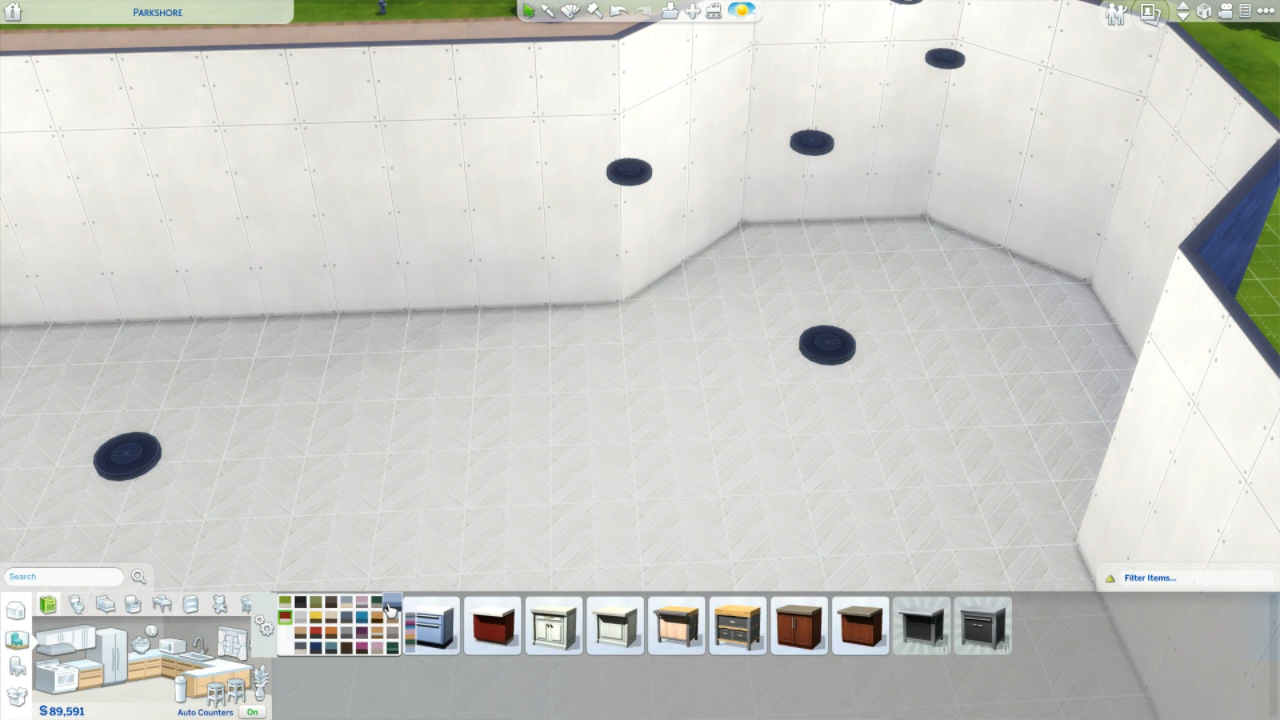 PARKSHORE
Search
Filter Items...
$89,591
Auto Counters On